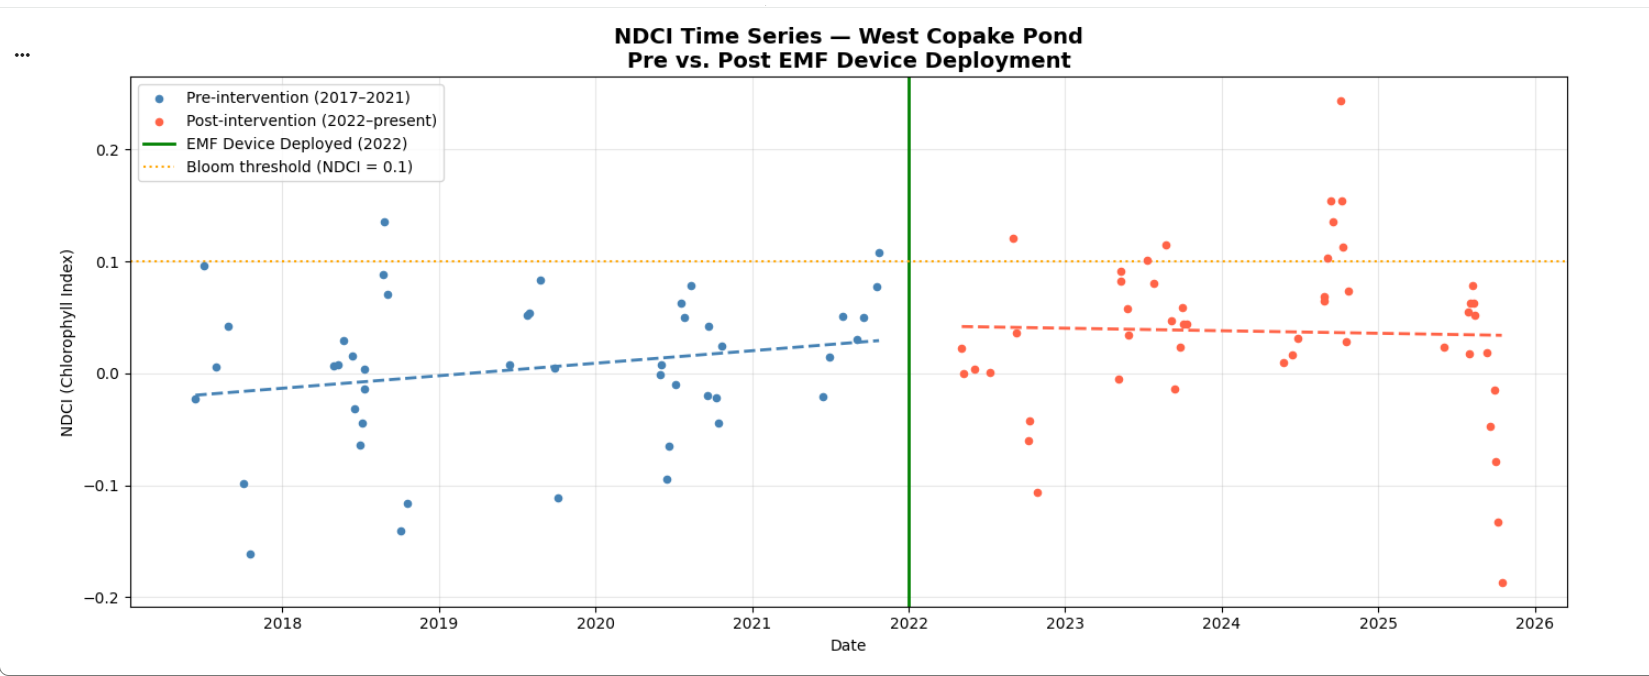 ...
NDCI Time Series — West Copake Pond
Pre vs. Post EMF Device Deployment
Pre-intervention (2017–2021)
Post-intervention (2022–present)
EMF Device Deployed (2022)
Bloom threshold (NDCI = 0.1)
NDCI (Chlorophyll Index)
0.2
0.1
0.0
−0.1
−0.2
2018 2019 2020 2021 2022 2023 2024 2025 2026
Date